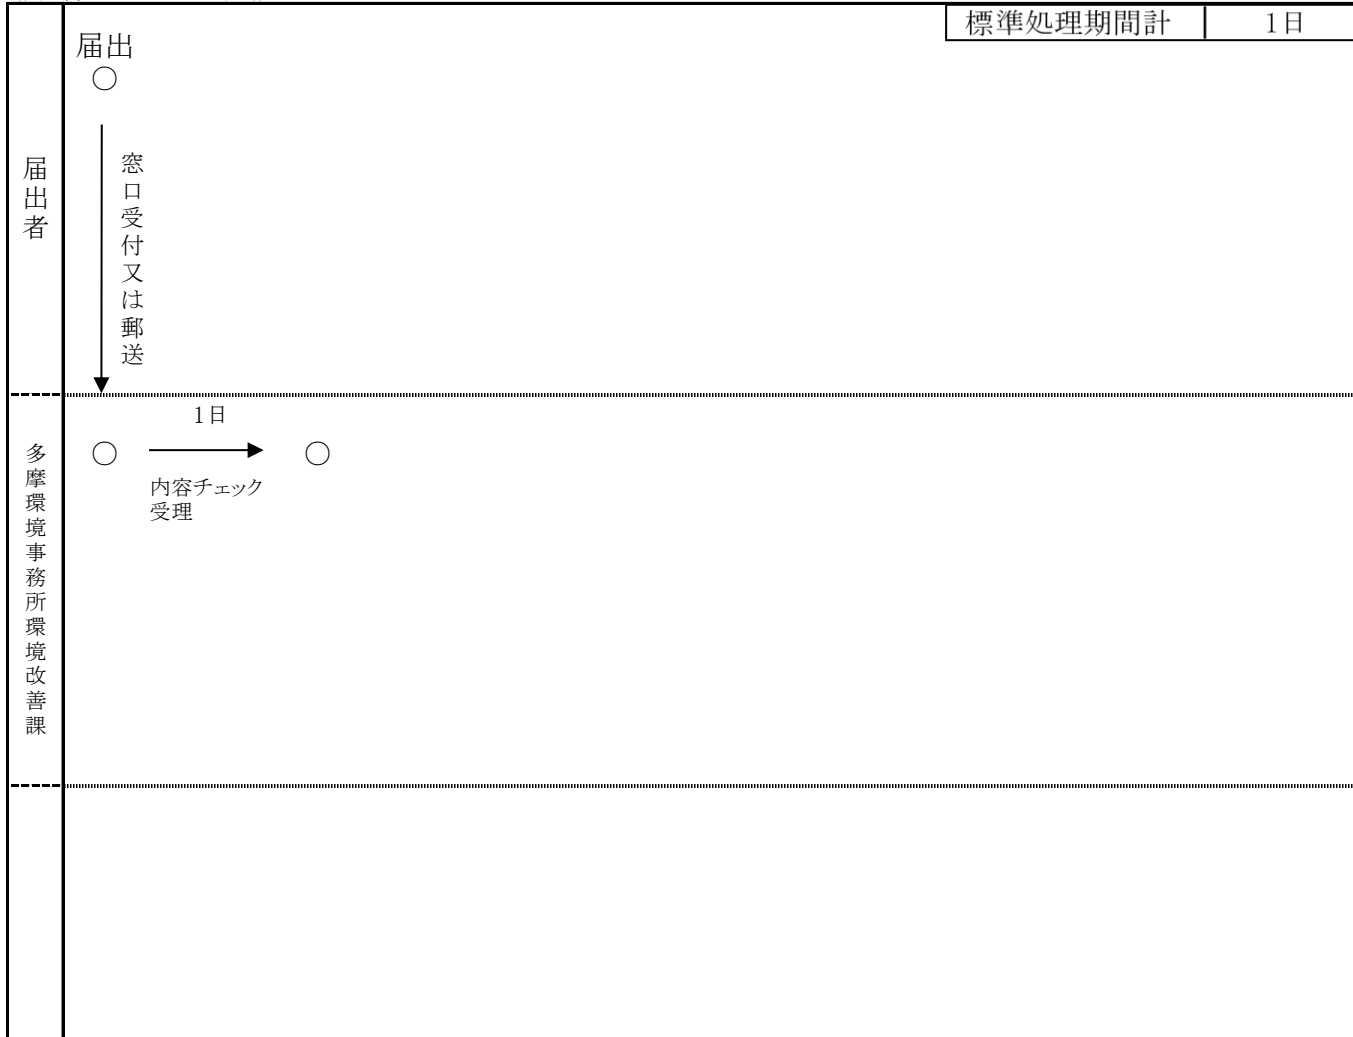 標準処理期間計 1日
届出
届出者
窓口受付又は郵送
1日
多摩環境事務所環境改善課
内容チェック
受理